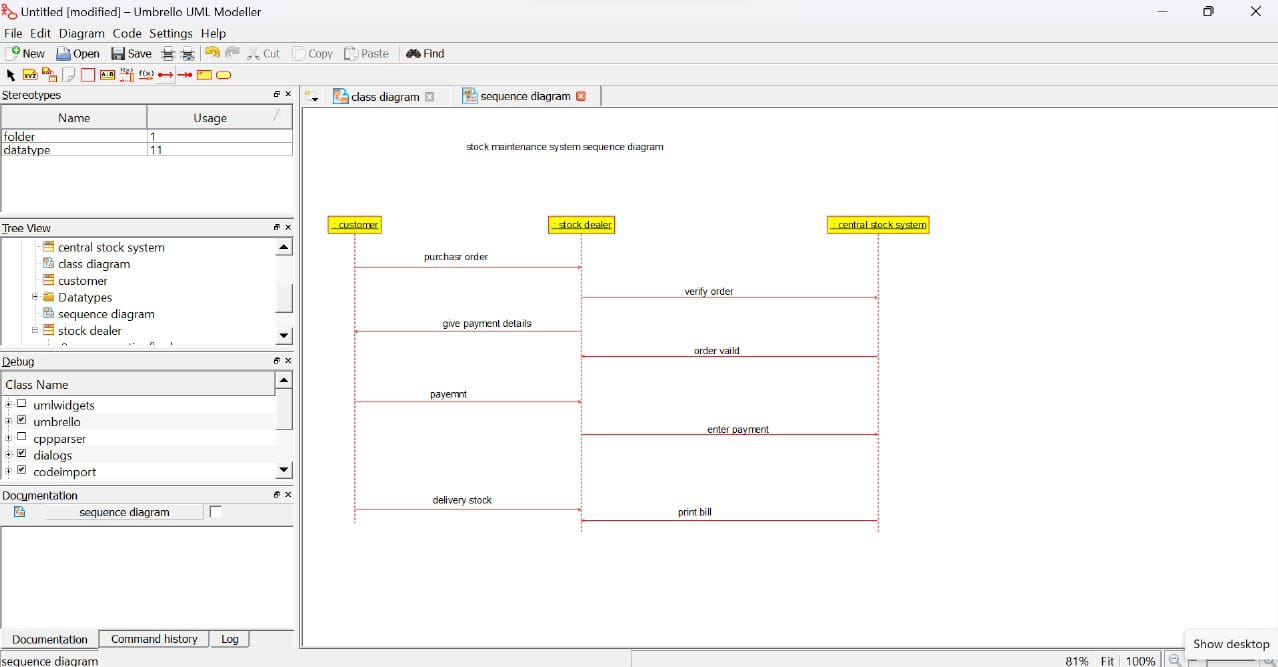 Untitled [modified] – Umbrello UML Modeller
File Edit Diagram Code Settings Help
New Open Save Cut Copy Paste Find
Stereotypes
Name Usage
folder 1
datatype 11
Tree View
central stock system
class diagram
customer
Datatypes
sequence diagram
stock dealer
Debug
Class Name
umlwidgets
umbrello
cppparser
dialogs
codeimport
Documentation
sequence diagram
Documentation Command history Log
sequence diagram
class diagram sequence diagram
stock maintenance system sequence diagram
: customer : stock dealer : central stock system
purchasr order
verify order
give payment details
order vaild
payemnt
enter payment
delivery stock
print bill
Show desktop
81% Fit 100%